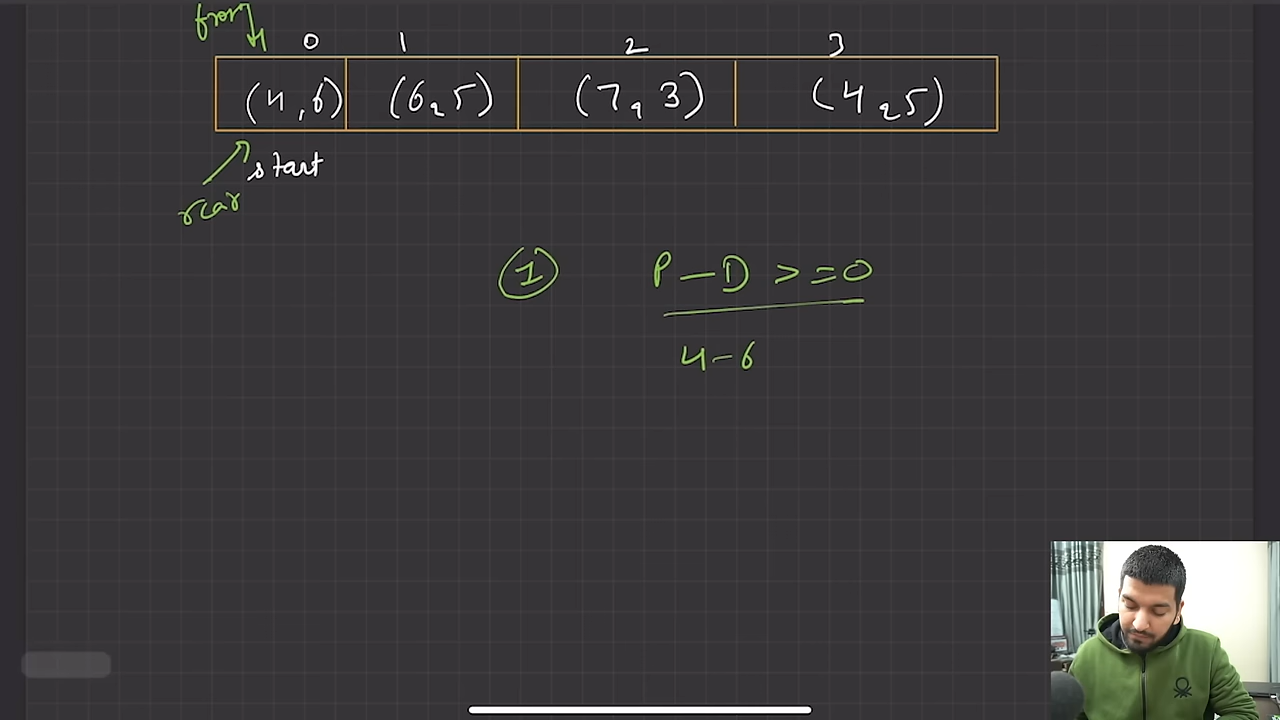 front
0 1 2 3
(4,6) (6,5) (7,3) (4,5)
start
rear
1 P-D >=0
4-6